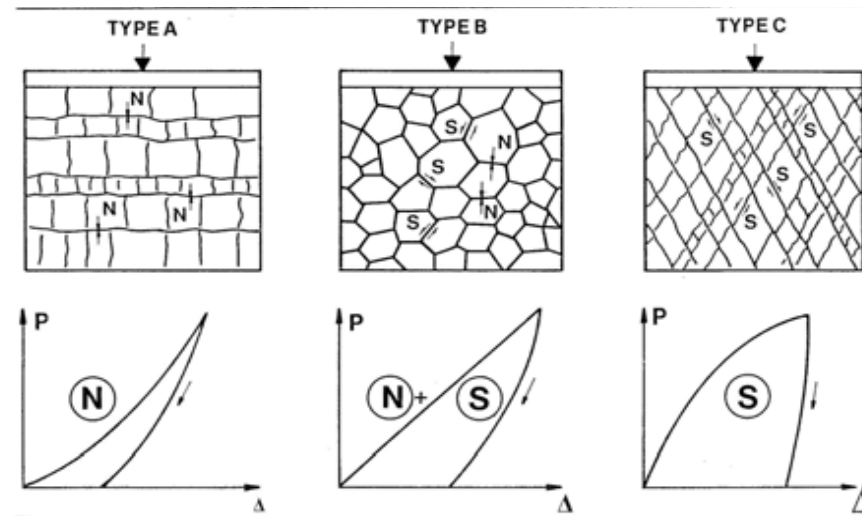 TYPE A TYPE B TYPE C
N
S N
S S
S
S
N N
N
S
S
P P P
N N + S S
Δ Δ Δ